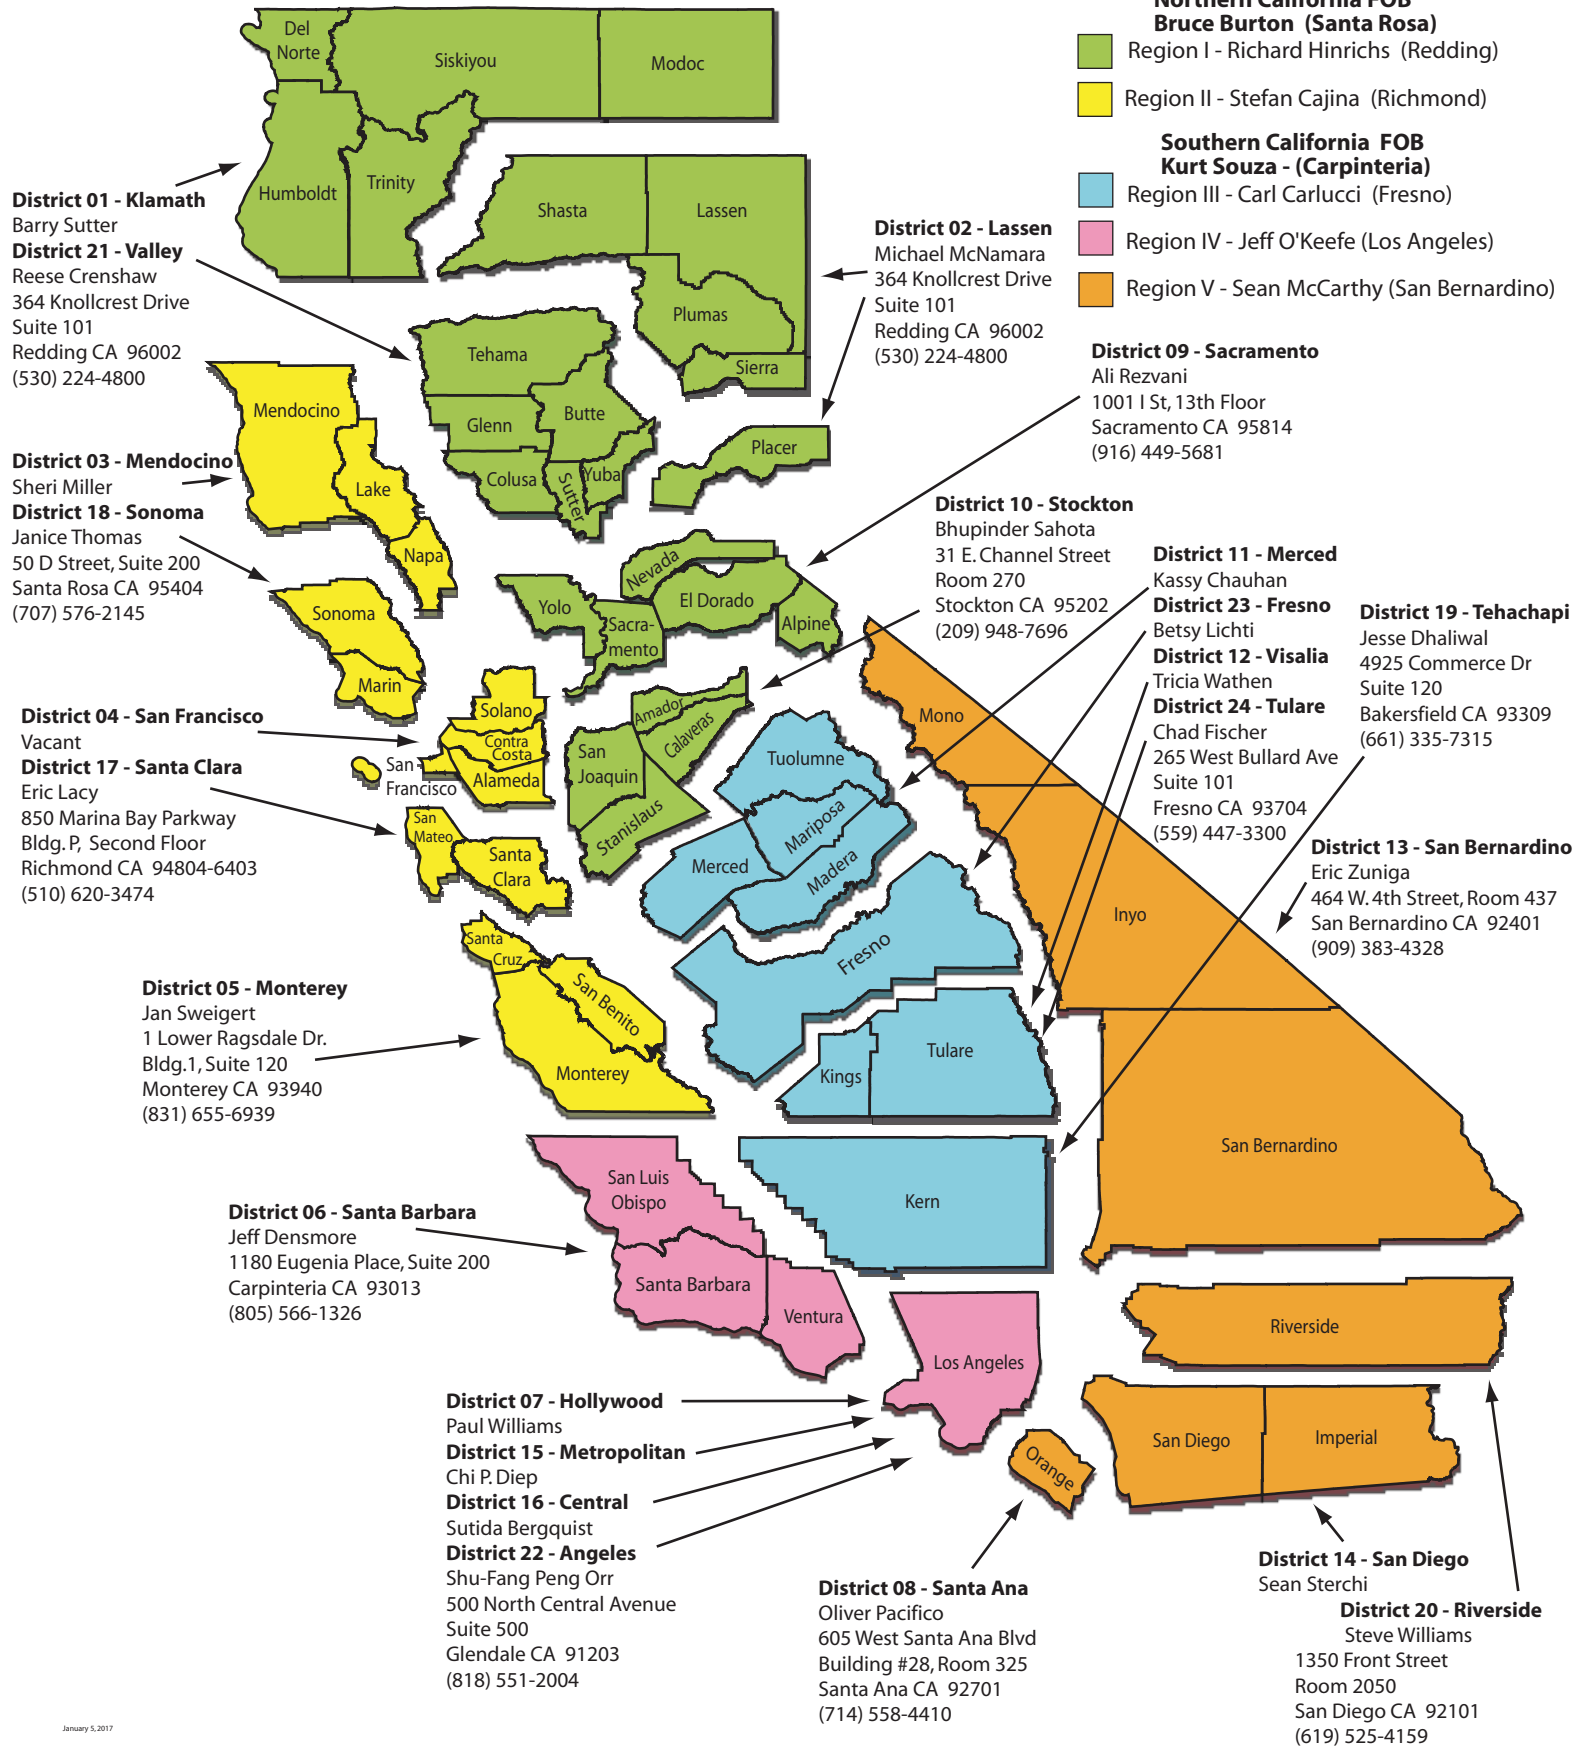 Northern California FOB
Bruce Burton (Santa Rosa)
Region I - Richard Hinrichs (Redding)
Region II - Stefan Cajina (Richmond)
Southern California FOB
Kurt Souza - (Carpinteria)
Region III - Carl Carlucci (Fresno)
Region IV - Jeff O'Keefe (Los Angeles)
Region V - Sean McCarthy (San Bernardino)
Del
Norte
Siskiyou
Modoc
Humboldt
Trinity
Shasta
Lassen
Plumas
Sierra
District 01 - Klamath
Barry Sutter
District 21 - Valley
Reese Crenshaw
364 Knollcrest Drive
Suite 101
Redding CA 96002
(530) 224-4800
District 02 - Lassen
Michael McNamara
364 Knollcrest Drive
Suite 101
Redding CA 96002
(530) 224-4800
Tehama
Glenn
Butte
Colusa
Sutter
Yuba
Placer
District 09 - Sacramento
Ali Rezvani
1001 I St, 13th Floor
Sacramento CA 95814
(916) 449-5681
Mendocino
Lake
Napa
District 03 - Mendocino
Sheri Miller
District 18 - Sonoma
Janice Thomas
50 D Street, Suite 200
Santa Rosa CA 95404
(707) 576-2145
Sonoma
Marin
Nevada
Yolo
Sacra-
mento
El Dorado
Alpine
District 10 - Stockton
Bhupinder Sahota
31 E. Channel Street
Room 270
Stockton CA 95202
(209) 948-7696
District 11 - Merced
Kassy Chauhan
District 23 - Fresno
Betsy Lichti
District 12 - Visalia
Tricia Wathen
District 24 - Tulare
Chad Fischer
265 West Bullard Ave
Suite 101
Fresno CA 93704
(559) 447-3300
District 19 - Tehachapi
Jesse Dhaliwal
4925 Commerce Dr
Suite 120
Bakersfield CA 93309
(661) 335-7315
District 04 - San Francisco
Vacant
District 17 - Santa Clara
Eric Lacy
850 Marina Bay Parkway
Bldg. P, Second Floor
Richmond CA 94804-6403
(510) 620-3474
Solano
Contra
Costa
San
Francisco
Alameda
San
Mateo
Santa
Clara
Amador
Calaveras
San
Joaquin
Stanislaus
Tuolumne
Mariposa
Merced
Madera
Mono
Inyo
District 13 - San Bernardino
Eric Zuniga
464 W. 4th Street, Room 437
San Bernardino CA 92401
(909) 383-4328
Santa
Cruz
San Benito
Monterey
District 05 - Monterey
Jan Sweigert
1 Lower Ragsdale Dr.
Bldg.1, Suite 120
Monterey CA 93940
(831) 655-6939
Fresno
Kings
Tulare
Kern
San Bernardino
San Luis
Obispo
Santa Barbara
Ventura
District 06 - Santa Barbara
Jeff Densmore
1180 Eugenia Place, Suite 200
Carpinteria CA 93013
(805) 566-1326
Los Angeles
Riverside
Orange
San Diego
Imperial
District 07 - Hollywood
Paul Williams
District 15 - Metropolitan
Chi P. Diep
District 16 - Central
Sutida Bergquist
District 22 - Angeles
Shu-Fang Peng Orr
500 North Central Avenue
Suite 500
Glendale CA 91203
(818) 551-2004
District 08 - Santa Ana
Oliver Pacifico
605 West Santa Ana Blvd
Building #28, Room 325
Santa Ana CA 92701
(714) 558-4410
District 14 - San Diego
Sean Sterchi
District 20 - Riverside
Steve Williams
1350 Front Street
Room 2050
San Diego CA 92101
(619) 525-4159
January 5, 2017